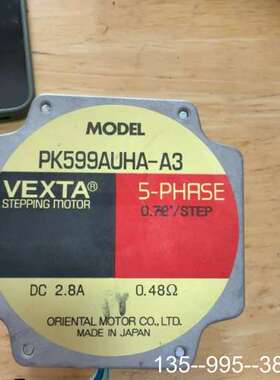 MODEL
PK599AUHA-A3
VEXTA®
STEPPING MOTOR
5-PHASE
0.72°/STEP
DC 2.8A 0.48Ω
ORIENTAL MOTOR CO.,LTD.
MADE IN JAPAN
135--995--38